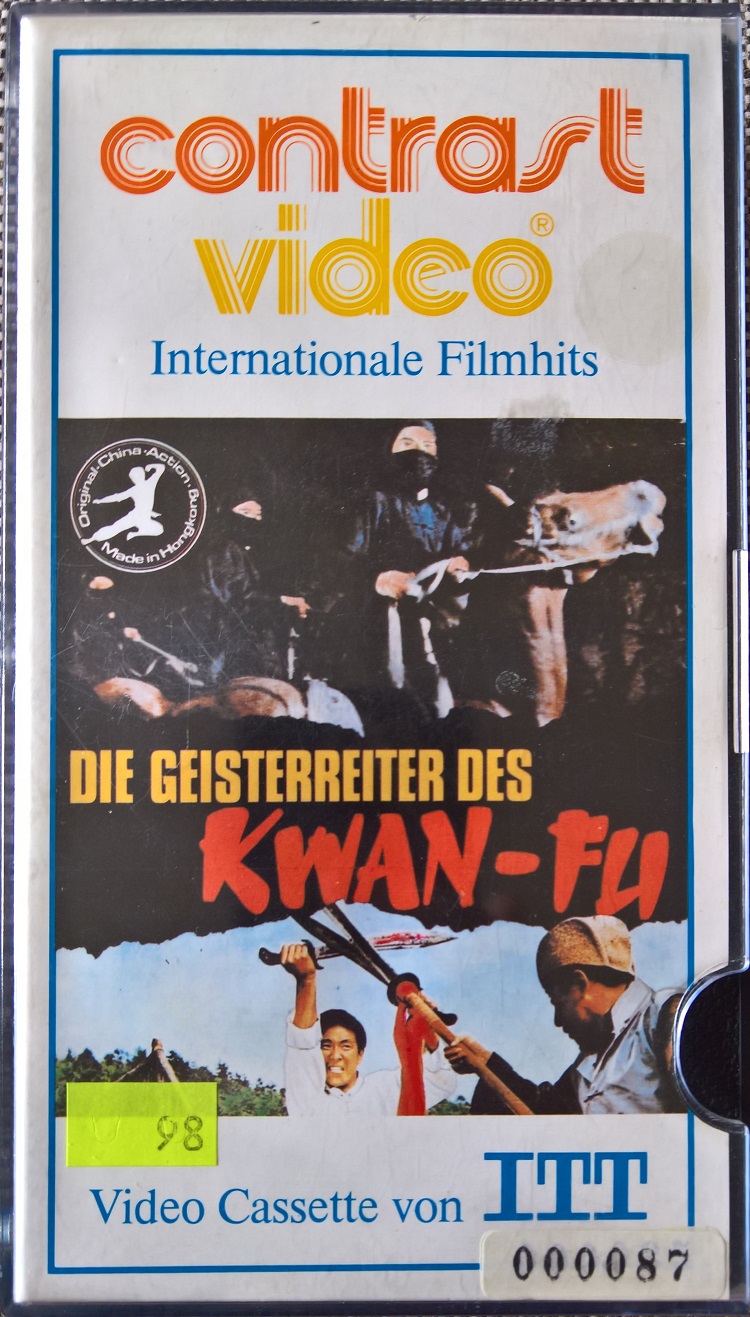 contrast
video®
Internationale Filmhits
Original·China·Action·
Made in Hongkong
DIE GEISTERREITER DES
KWAN-FU
98
Video Cassette von ITT
000087